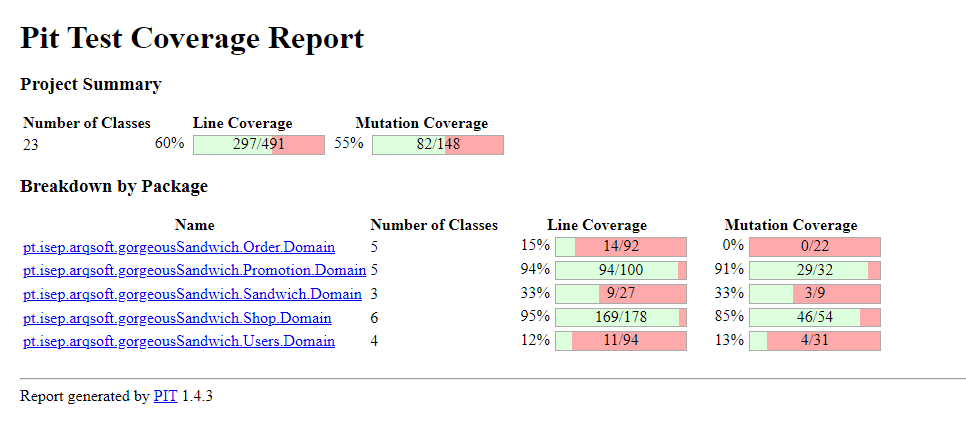 Pit Test Coverage Report
Project Summary
Number of Classes Line Coverage Mutation Coverage
23 60% 297/491 55% 82/148
Breakdown by Package
Name Number of Classes Line Coverage Mutation Coverage
pt.isep.arqsoft.gorgeousSandwich.Order.Domain 5 15% 14/92 0% 0/22
pt.isep.arqsoft.gorgeousSandwich.Promotion.Domain 5 94% 94/100 91% 29/32
pt.isep.arqsoft.gorgeousSandwich.Sandwich.Domain 3 33% 9/27 33% 3/9
pt.isep.arqsoft.gorgeousSandwich.Shop.Domain 6 95% 169/178 85% 46/54
pt.isep.arqsoft.gorgeousSandwich.Users.Domain 4 12% 11/94 13% 4/31
Report generated by PIT 1.4.3